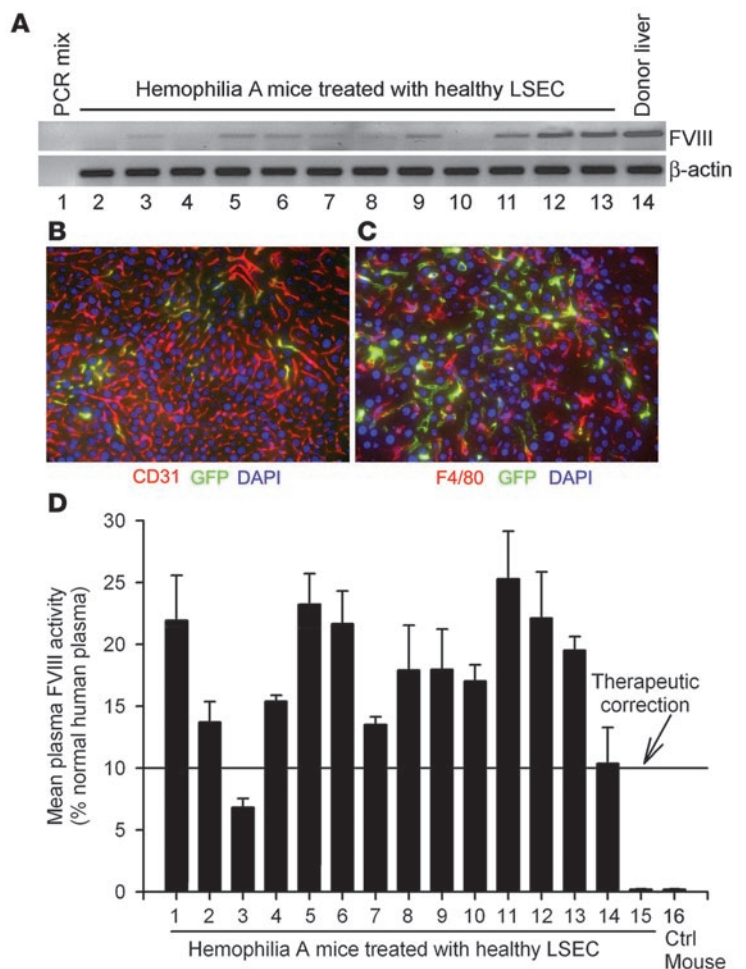 A
PCR mix
Hemophilia A mice treated with healthy LSEC
Donor liver
FVIII
β-actin
1 2 3 4 5 6 7 8 9 10 11 12 13 14
B
C
CD31 GFP DAPI
F4/80 GFP DAPI
D
Mean plasma FVIII activity
(% normal human plasma)
30
25
20
15
10
5
0
Therapeutic
correction
1 2 3 4 5 6 7 8 9 10 11 12 13 14 15 16
Hemophilia A mice treated with healthy LSEC
Ctrl
Mouse